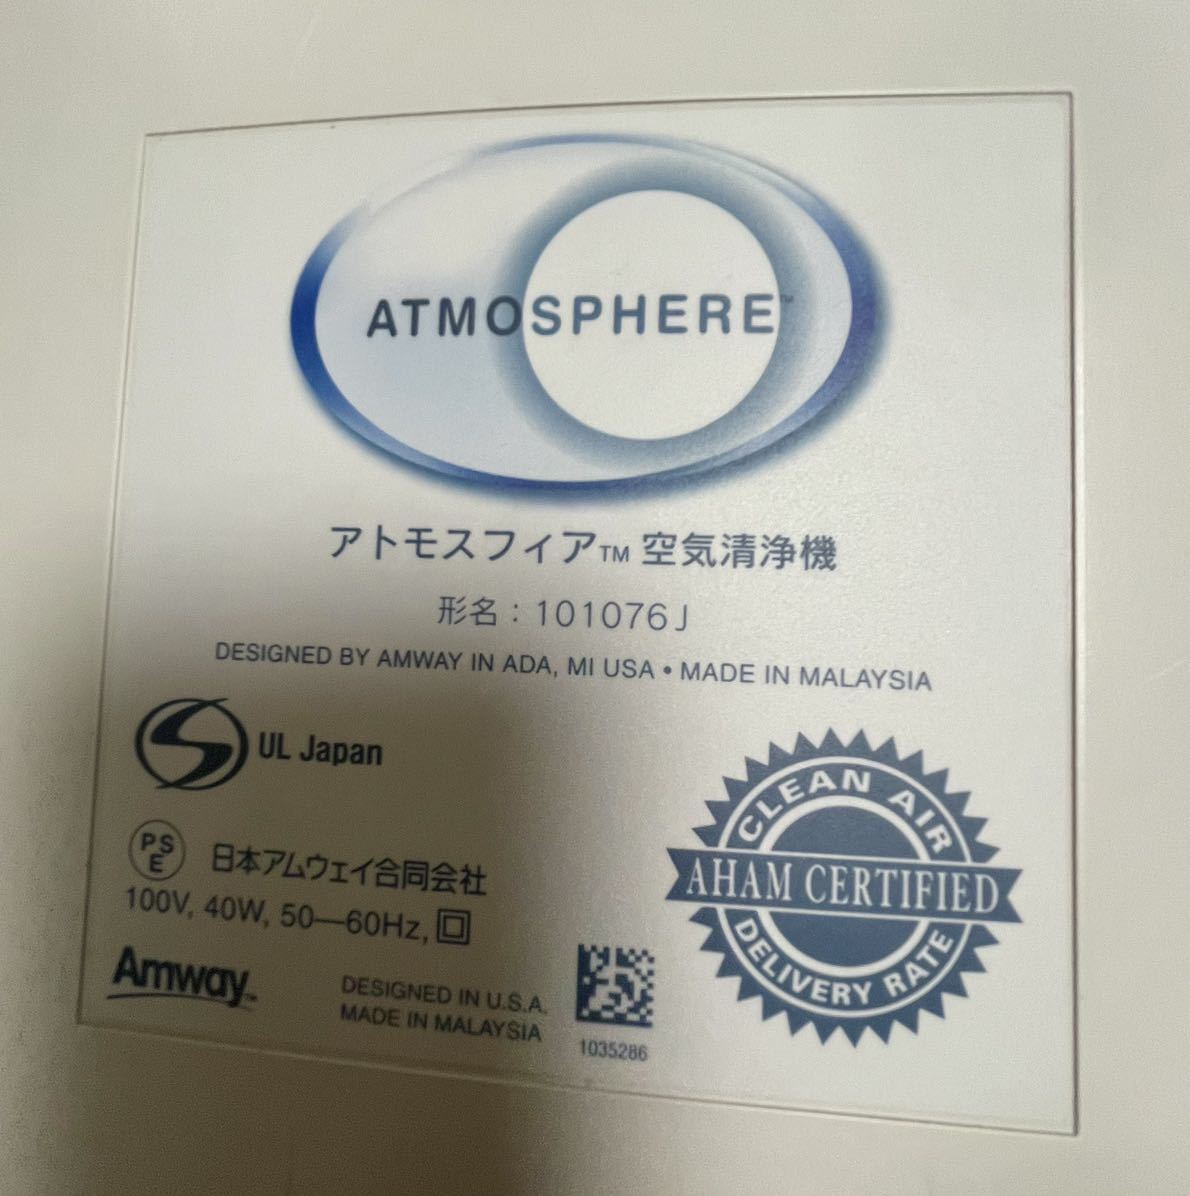 ATMOSPHERE™
アトモスフィア™ 空気清浄機
形名：101076J
DESIGNED BY AMWAY IN ADA, MI USA • MADE IN MALAYSIA
UL Japan
PSE
日本アムウェイ合同会社
100V, 40W, 50—60Hz,
Amway™
DESIGNED IN U.S.A.
MADE IN MALAYSIA
1035286
CLEAN AIR
AHAM CERTIFIED
DELIVERY RATE